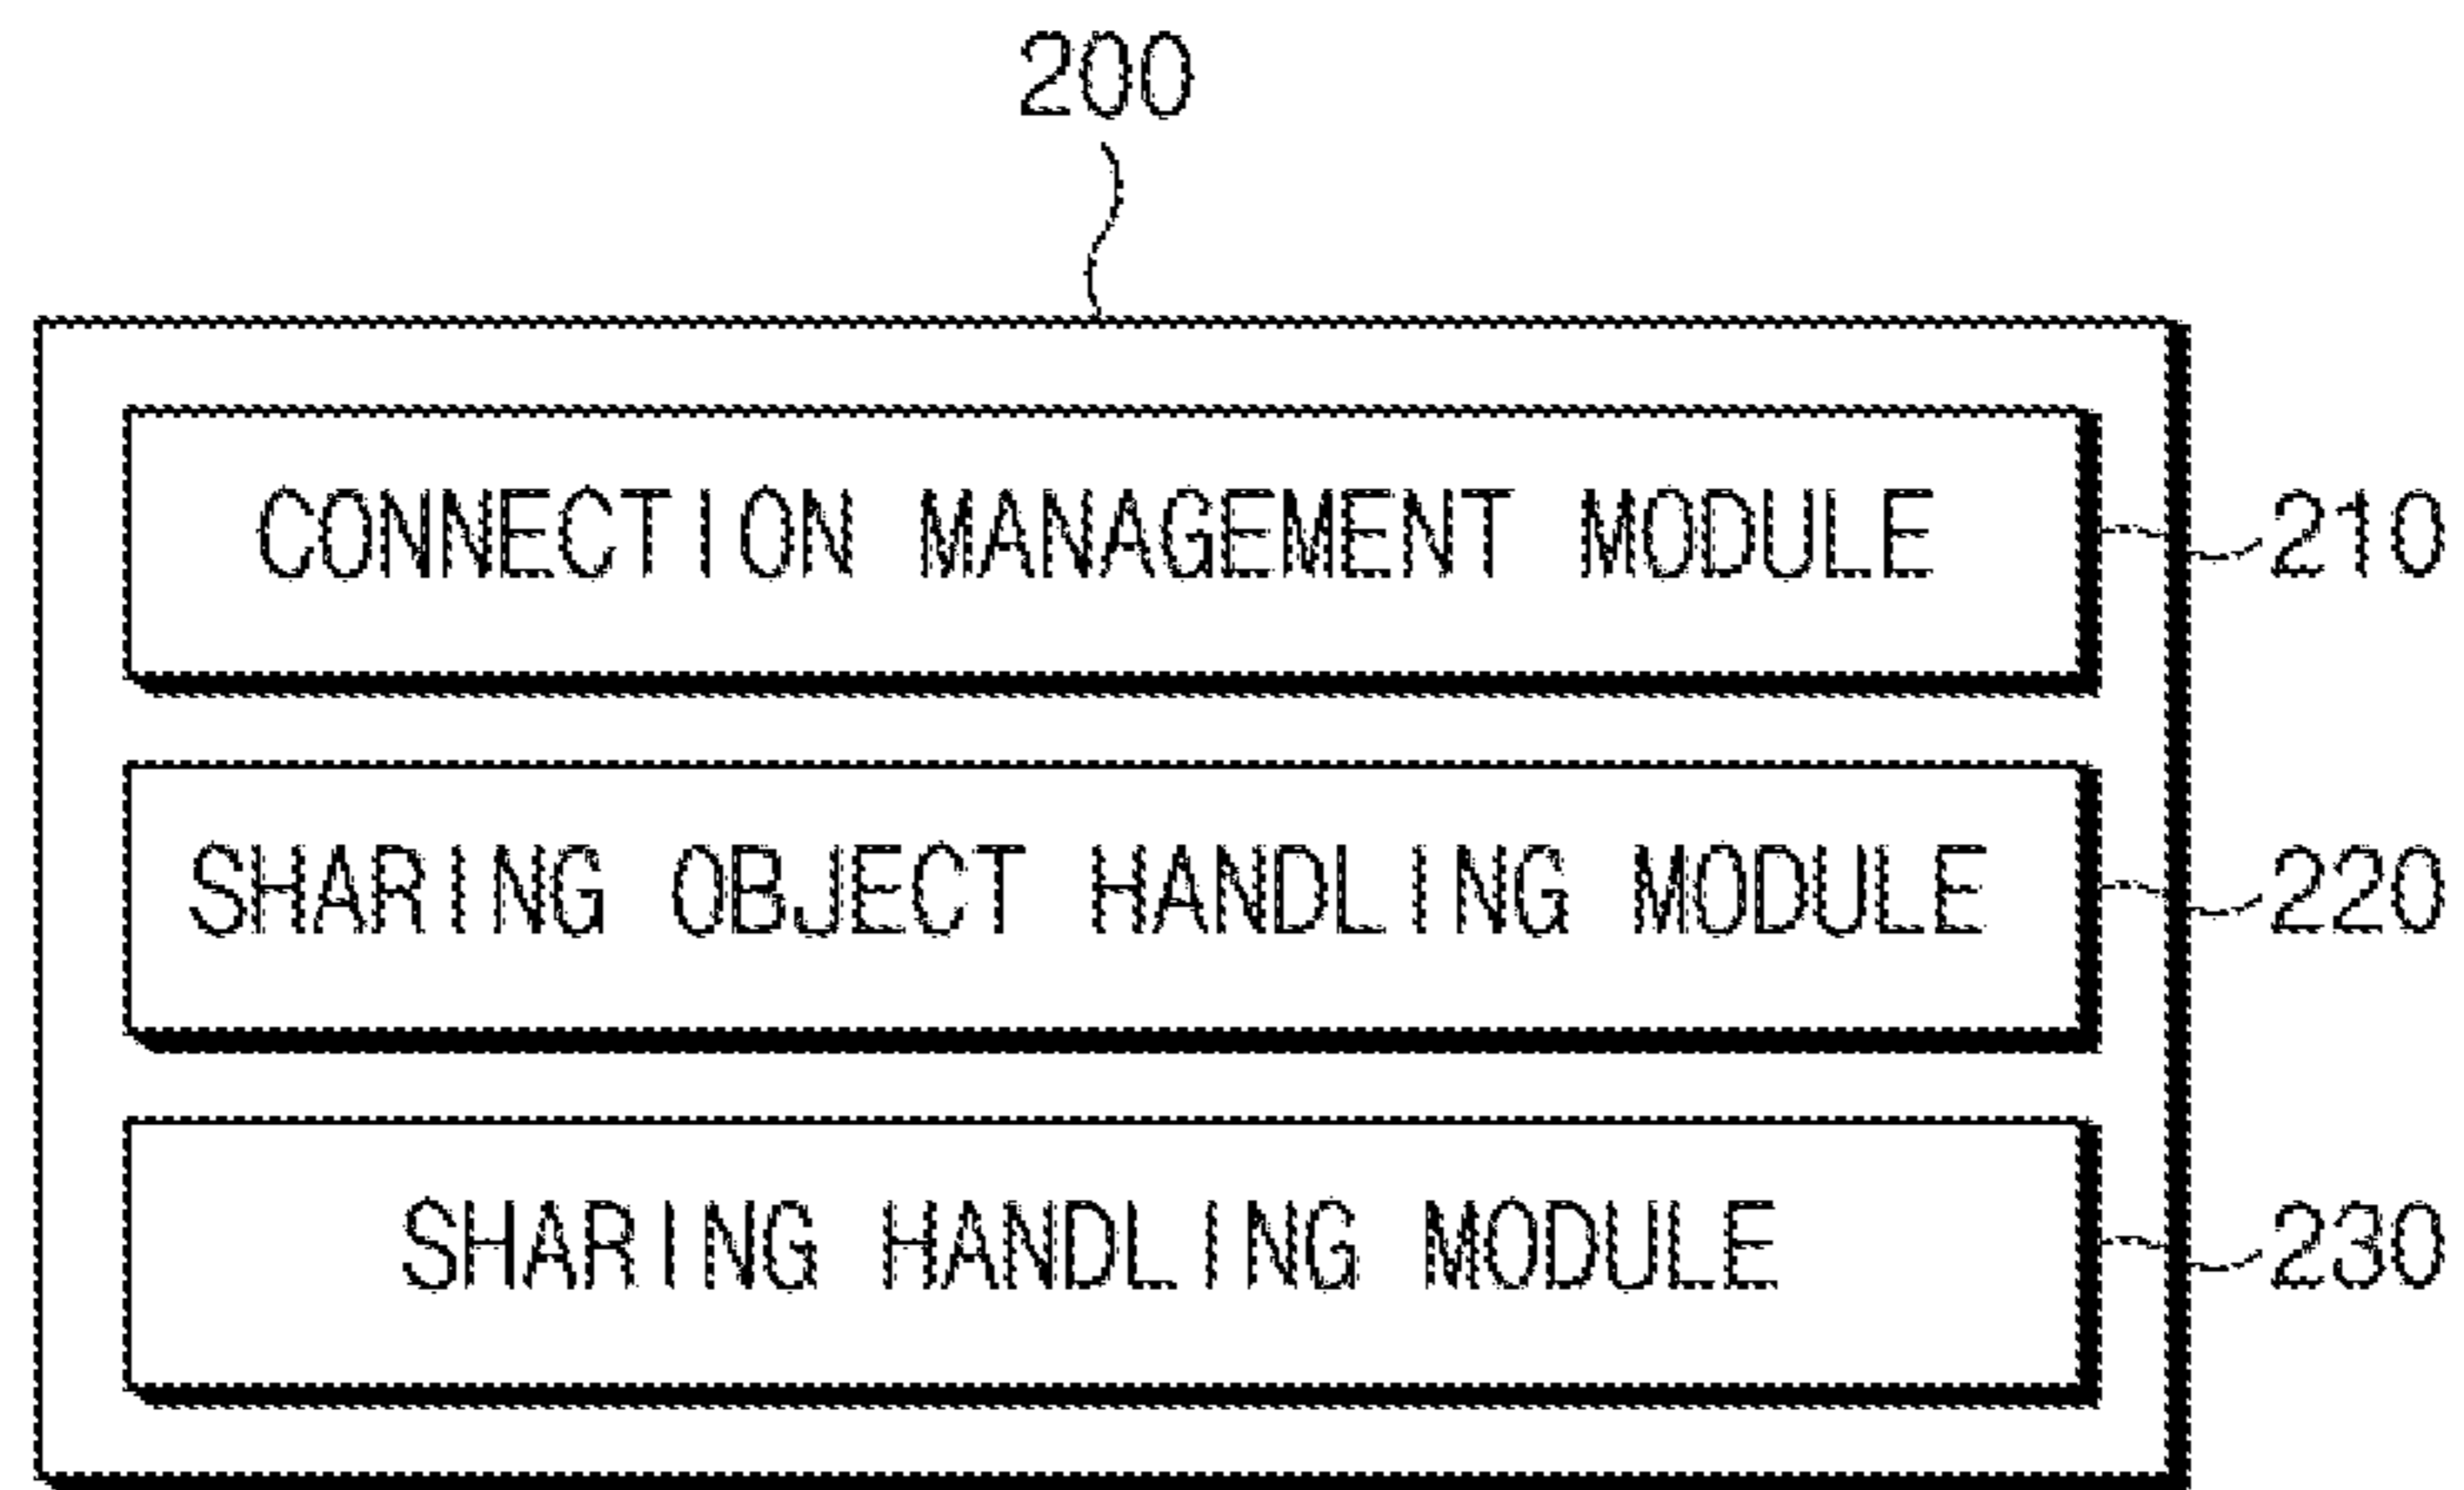 200
CONNECTION MANAGEMENT MODULE 210
SHARING OBJECT HANDLING MODULE 220
SHARING HANDLING MODULE 230